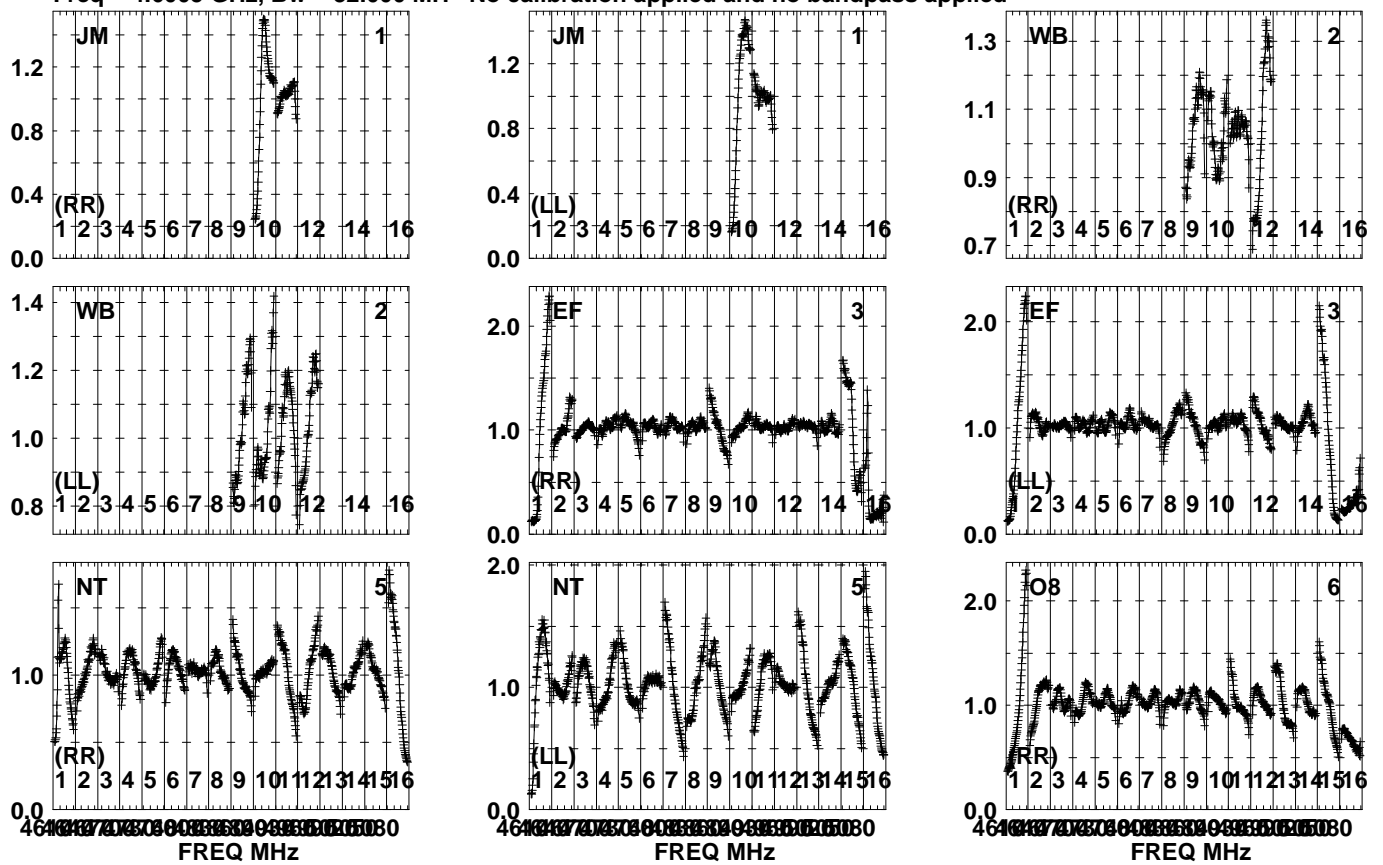 No calibration applied and no bandpass applied
JM 1
1.2
0.8
0.4
0.0
(RR)
1 2 3 4 5 6 7 8 9 10 12 14 16
JM 1
1.2
0.8
0.4
0.0
(LL)
1 2 3 4 5 6 7 8 9 10 12 14 16
WB 2
1.3
1.1
0.9
0.7
(RR)
1 2 3 4 5 6 7 8 9 10 12 14 16
WB 2
1.4
1.2
1.0
0.8
(LL)
1 2 3 4 5 6 7 8 9 10 12 14 16
EF 3
2.0
1.0
0.0
(RR)
1 2 3 4 5 6 7 8 9 10 12 14 16
EF 3
2.0
1.0
0.0
(LL)
1 2 3 4 5 6 7 8 9 10 12 14 16
NT 5
1.0
0.0
(RR)
1 2 3 4 5 6 7 8 9 10 11 12 13 15 16
FREQ MHz
NT 5
2.0
1.0
0.0
(LL)
1 2 3 4 5 6 7 8 9 10 11 12 13 14 15 16
FREQ MHz
O8 6
2.0
1.0
0.0
(RR)
1 2 3 4 5 6 7 8 9 10 12 13 14 15 16
FREQ MHz